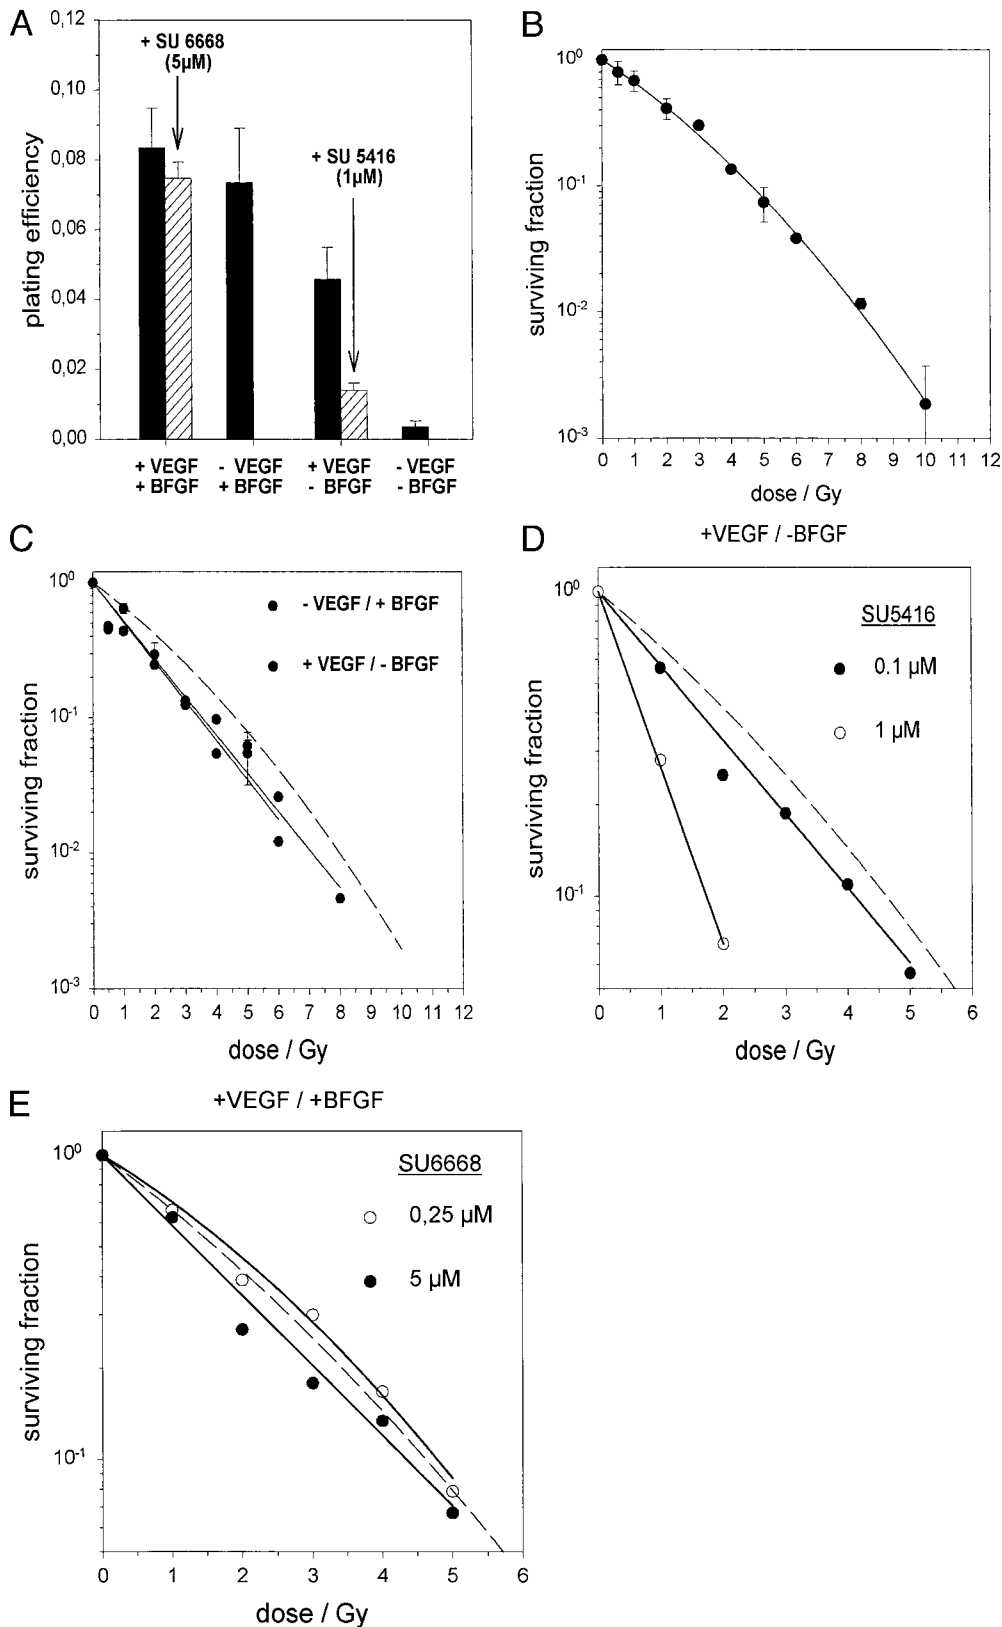 A
0,12
0,10
0,08
0,06
0,04
0,02
0,00
plating efficiency
+ SU 6668
(5µM)
+ SU 5416
(1µM)
+ VEGF - VEGF + VEGF - VEGF
+ BFGF + BFGF - BFGF - BFGF
B
10⁰
10⁻¹
10⁻²
10⁻³
surviving fraction
0 1 2 3 4 5 6 7 8 9 10 11 12
dose / Gy
C
10⁰
10⁻¹
10⁻²
10⁻³
surviving fraction
- VEGF / + BFGF
+ VEGF / - BFGF
0 1 2 3 4 5 6 7 8 9 10 11 12
dose / Gy
D
+VEGF / -BFGF
10⁰
10⁻¹
surviving fraction
SU5416
0.1 µM
1 µM
0 1 2 3 4 5 6
dose / Gy
E
+VEGF / +BFGF
10⁰
10⁻¹
surviving fraction
SU6668
0,25 µM
5 µM
0 1 2 3 4 5 6
dose / Gy